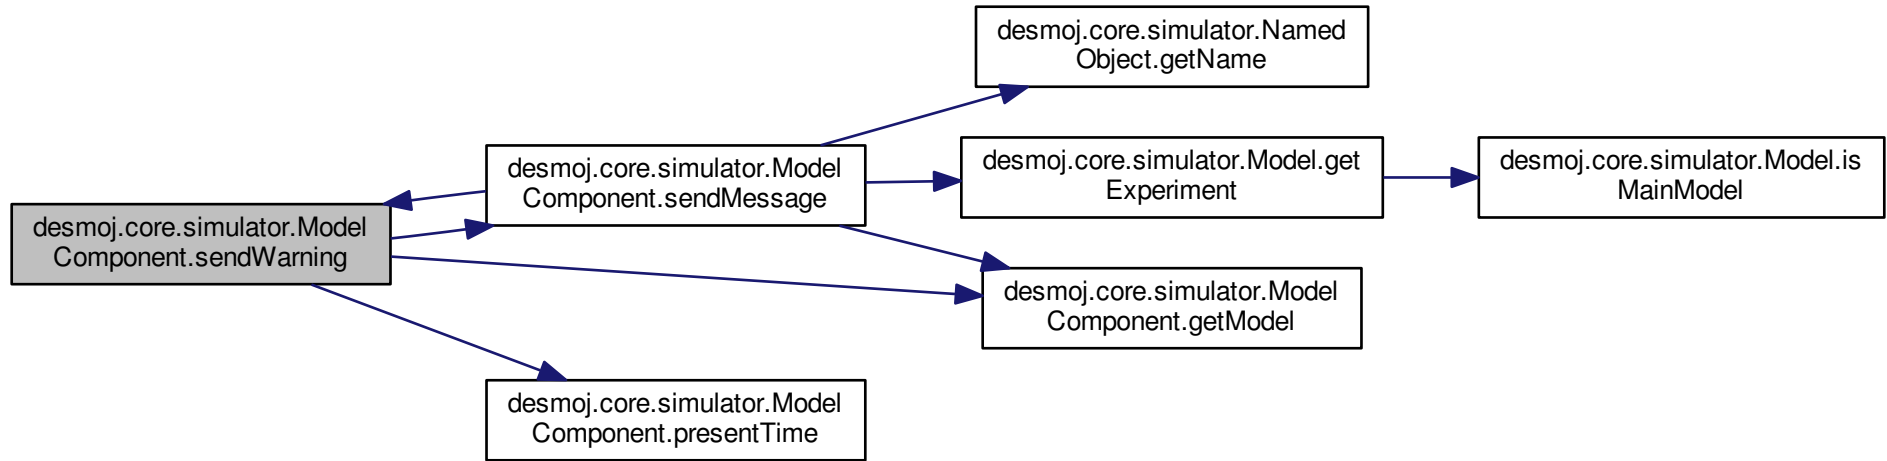 desmoj.core.simulator.Named
Object.getName
desmoj.core.simulator.Model
Component.sendMessage
desmoj.core.simulator.Model.get
Experiment
desmoj.core.simulator.Model.is
MainModel
desmoj.core.simulator.Model
Component.sendWarning
desmoj.core.simulator.Model
Component.getModel
desmoj.core.simulator.Model
Component.presentTime